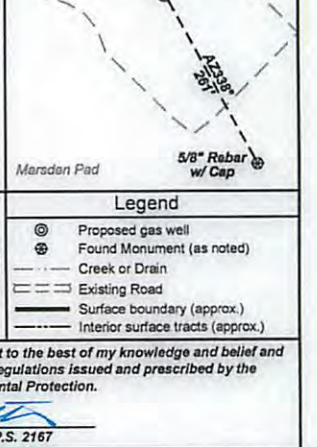 AZ338°
261'
5/8" Rebar
w/ Cap
Marsden Pad
Legend
Proposed gas well
Found Monument (as noted)
Creek or Drain
Existing Road
Surface boundary (approx.)
Interior surface tracts (approx.)
t to the best of my knowledge and belief and
egulations issued and prescribed by the
ntal Protection.
P.S. 2167